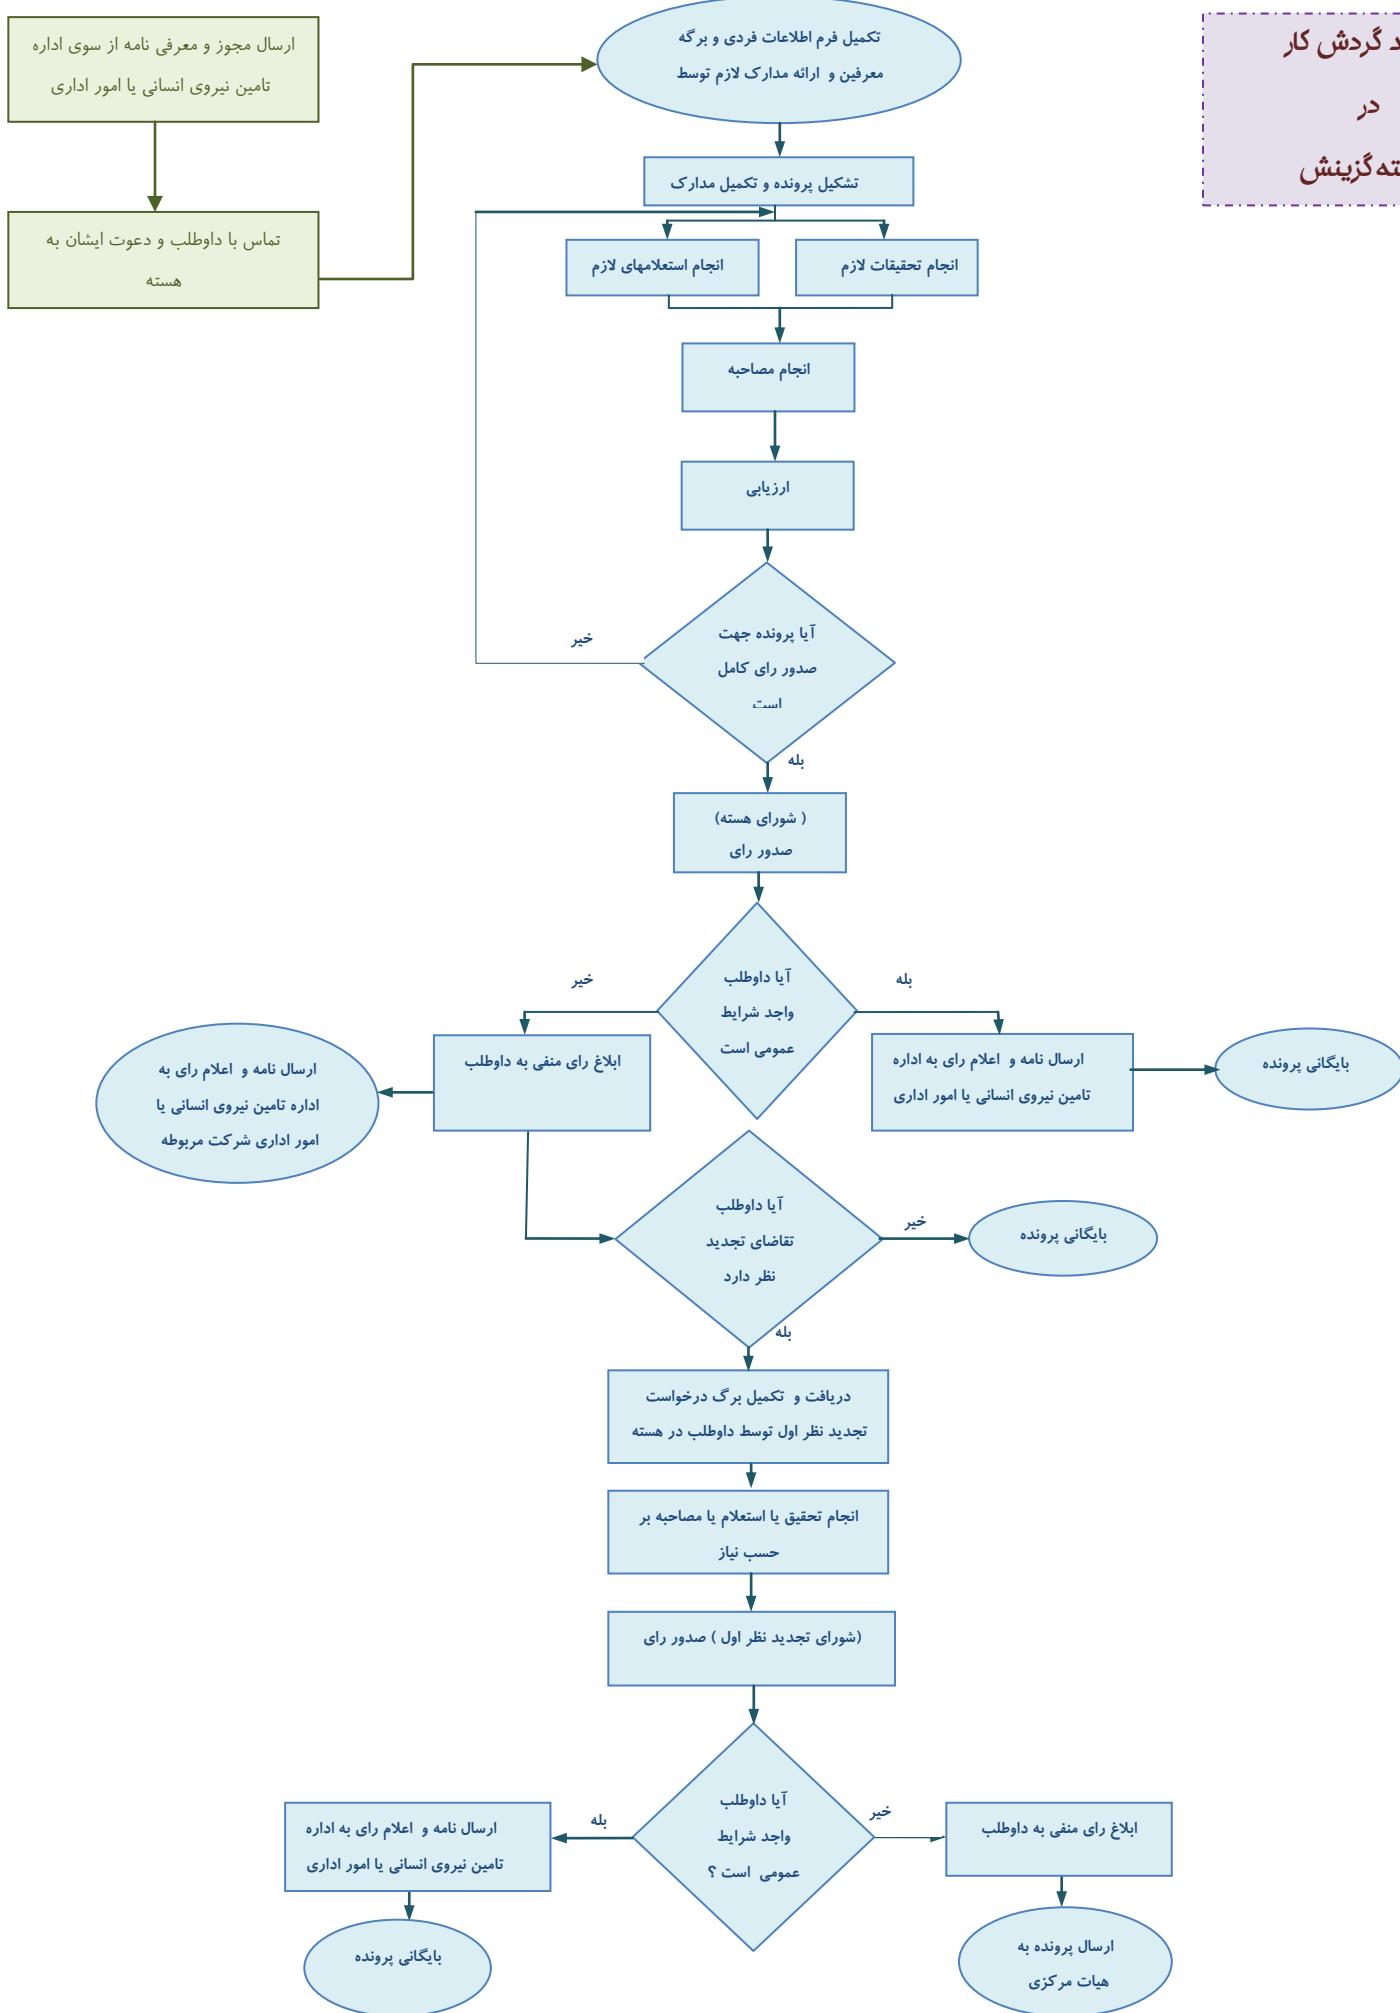 گردش کار
در
گزینش
ارسال مجوز و معرفی نامه از سوی اداره
تامین نیروی انسانی یا امور اداری
تماس با داوطلب و دعوت ایشان به
هسته
تکمیل فرم اطلاعات فردی و برگه
معرفین و ارائه مدارک لازم توسط
تشکیل پرونده و تکمیل مدارک
انجام تحقیقات لازم
انجام استعلامهای لازم
انجام مصاحبه
ارزیابی
آیا پرونده جهت
صدور رای کامل
است
خیر
بله
( شورای هسته)
صدور رای
آیا داوطلب
واجد شرایط
عمومی است
بله
خیر
ارسال نامه و اعلام رای به اداره
تامین نیروی انسانی یا امور اداری
بایگانی پرونده
ابلاغ رای منفی به داوطلب
ارسال نامه و اعلام رای به
اداره تامین نیروی انسانی یا
امور اداری شرکت مربوطه
آیا داوطلب
تقاضای تجدید
نظر دارد
خیر
بایگانی پرونده
بله
دریافت و تکمیل برگ درخواست
تجدید نظر اول توسط داوطلب در هسته
انجام تحقیق یا استعلام یا مصاحبه بر
حسب نیاز
(شورای تجدید نظر اول ) صدور رای
آیا داوطلب
واجد شرایط
عمومی است ؟
خیر
بله
ابلاغ رای منفی به داوطلب
ارسال پرونده به
هیات مرکزی
ارسال نامه و اعلام رای به اداره
تامین نیروی انسانی یا امور اداری
بایگانی پرونده